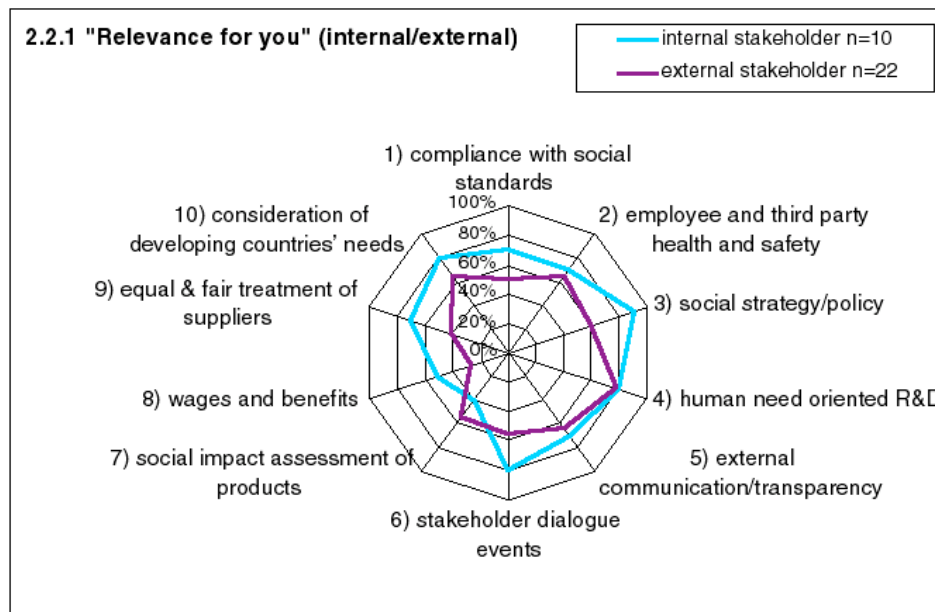 2.2.1 "Relevance for you" (internal/external)
internal stakeholder n=10
external stakeholder n=22
1) compliance with social
standards
100%
80%
60%
40%
20%
0%
2) employee and third party
health and safety
3) social strategy/policy
4) human need oriented R&D
5) external
communication/transparency
6) stakeholder dialogue
events
7) social impact assessment of
products
8) wages and benefits
9) equal & fair treatment of
suppliers
10) consideration of
developing countries' needs